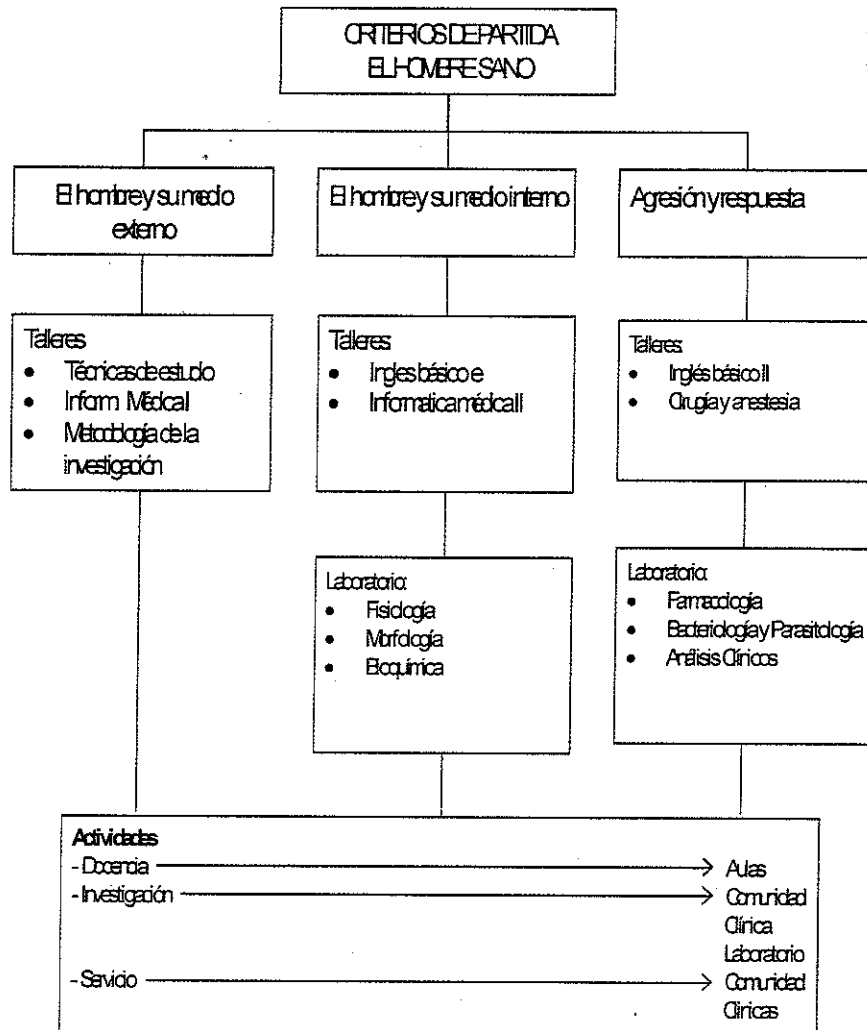 CRITERIOS DE PARTIDA
EL HOMBRE SANO
El hombre y su medio
externo
El hombre y su medio interno
Agresión y respuesta
Talleres
• Técnicas de estudio
• Inform. Médica I
• Metodología de la
investigación
Talleres:
• Ingles básico e
• Informatica médica II
Talleres:
• Inglés básico II
• Cirugía y anestesia
Laboratorio:
• Fisiología
• Morfología
• Bioquímica
Laboratorio:
• Farmacología
• Bacteriología y Parasitología
• Análisis Clínicos
Actividades
- Docencia → Aulas
- Investigación → Comunidad
Clínica
Laboratorio
- Servicio → Comunidad
Clínicas